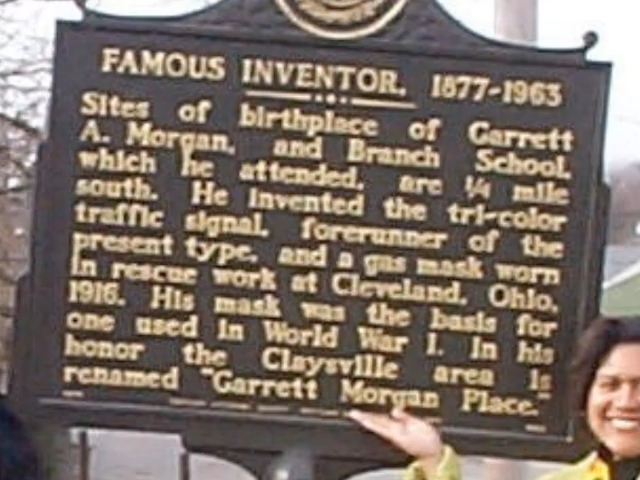 FAMOUS INVENTOR, 1877-1963
Sites of birthplace of Garrett
A. Morgan, and Branch School,
which he attended, are 1/4 mile
south. He invented the tri-color
traffic signal, forerunner of the
present type, and a gas mask worn
in rescue work at Cleveland, Ohio,
1916. His mask was the basis for
one used in World War I. In his
honor the Claysville area is
renamed "Garrett Morgan Place."